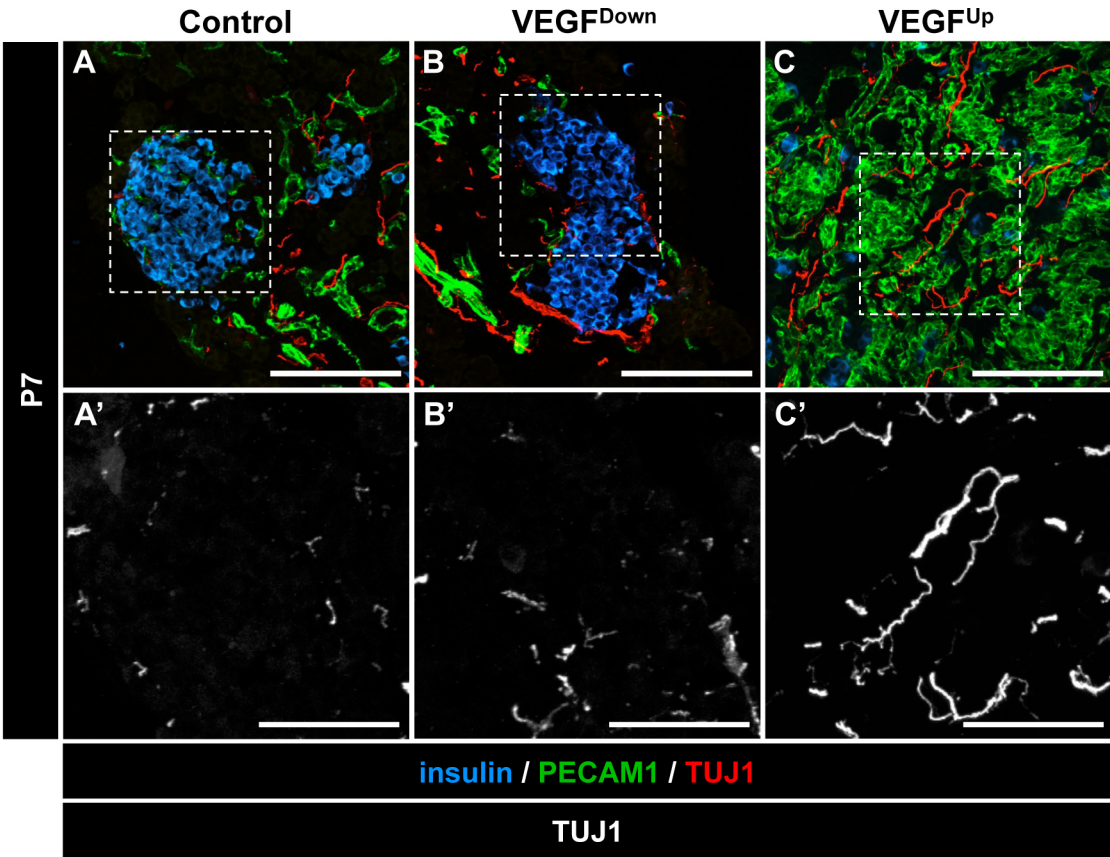 Control VEGFDown VEGFUp
A B C
P7
A’ B’ C’
insulin / PECAM1 / TUJ1
TUJ1